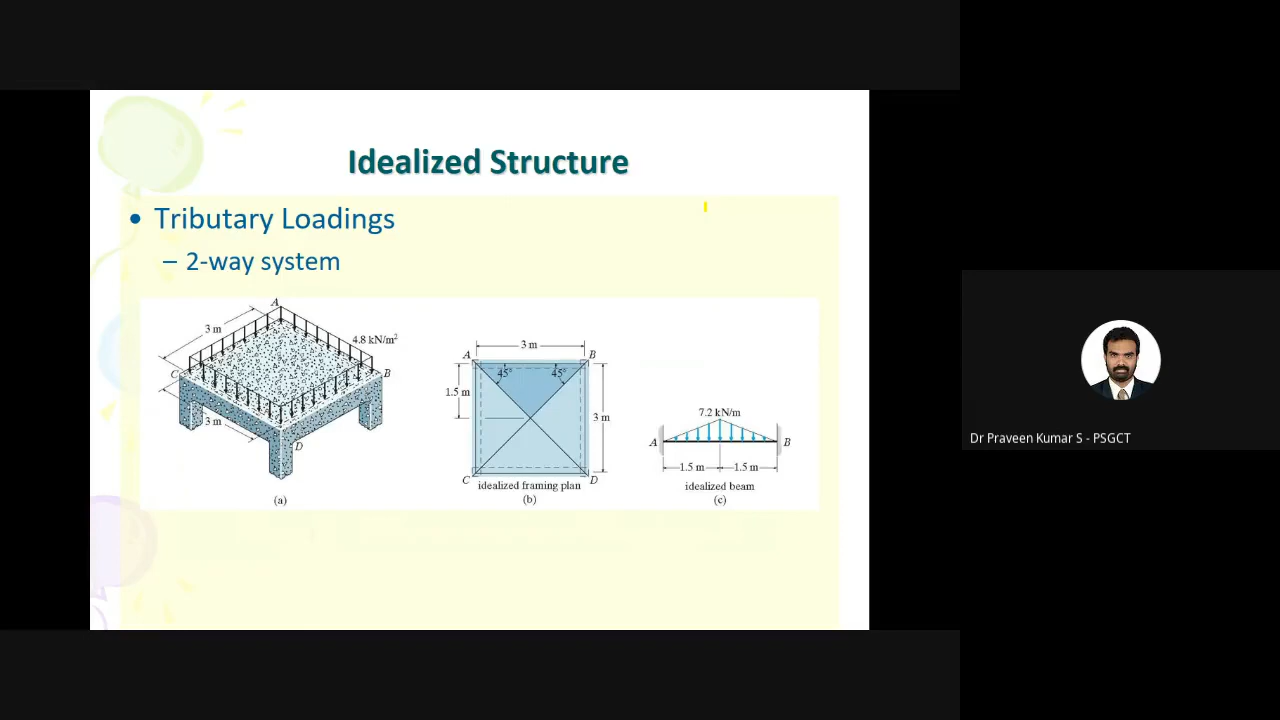 Idealized Structure
• Tributary Loadings
– 2-way system
A
3 m
4.8 kN/m²
C
B
3 m
D
(a)
3 m
A
B
45°
45°
1.5 m
3 m
C
D
idealized framing plan
(b)
7.2 kN/m
A
B
1.5 m
1.5 m
idealized beam
(c)
Dr Praveen Kumar S - PSGCT